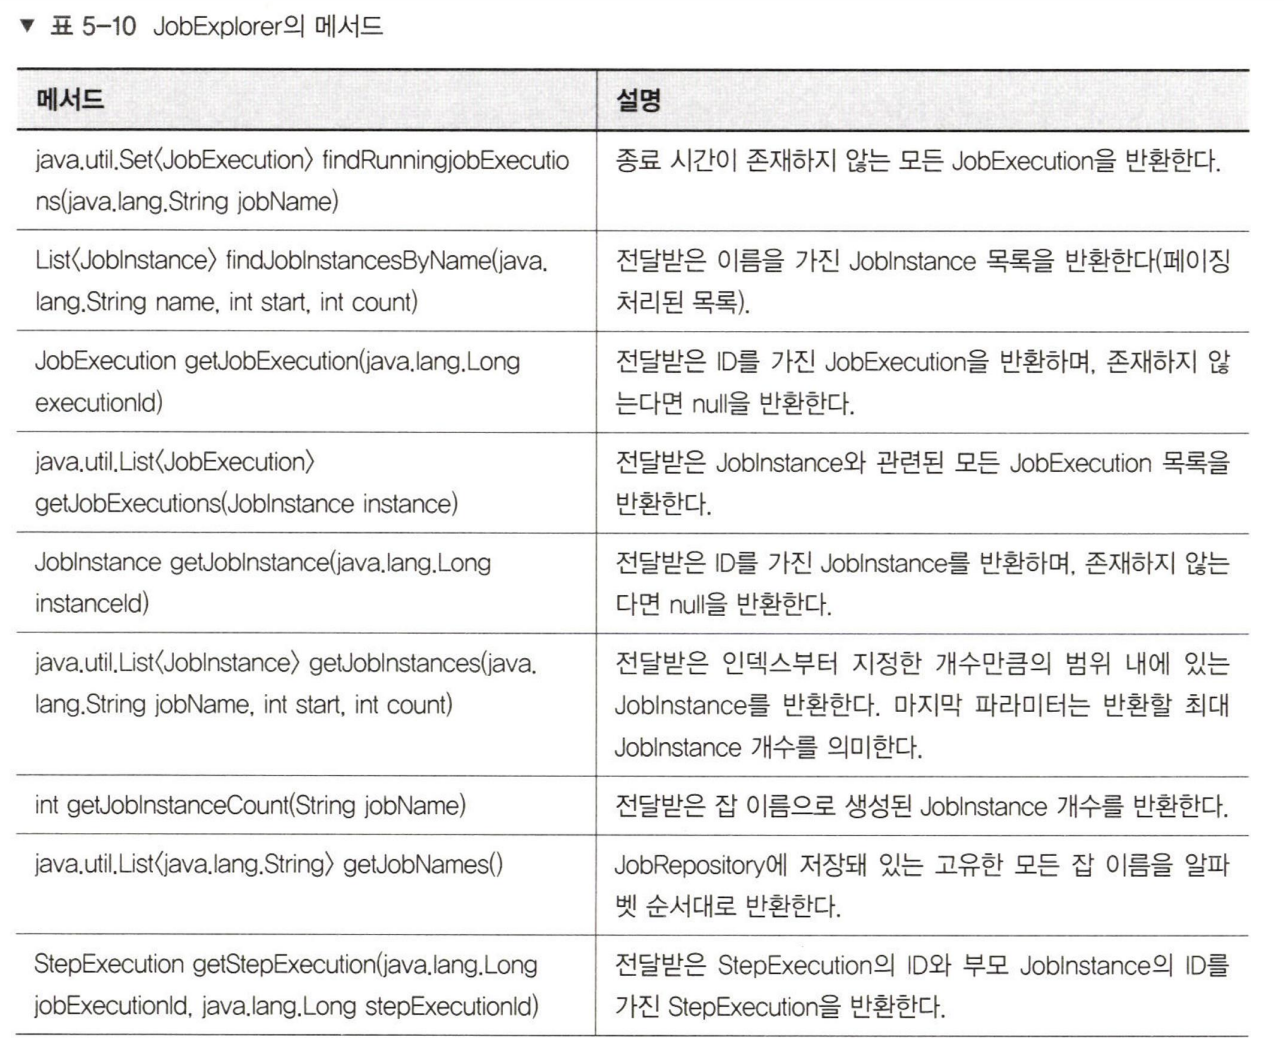 ▼ 표 5-10 JobExplorer의 메서드
메서드
설명
java.util.Set〈JobExecution〉 findRunningjobExecutio
ns(java.lang.String jobName)
종료 시간이 존재하지 않는 모든 JobExecution을 반환한다.
List〈JobInstance〉 findJobInstancesByName(java.
lang.String name, int start, int count)
전달받은 이름을 가진 JobInstance 목록을 반환한다(페이징
처리된 목록).
JobExecution getJobExecution(java.lang.Long
executionId)
전달받은 ID를 가진 JobExecution을 반환하며, 존재하지 않
는다면 null을 반환한다.
java.util.List〈JobExecution〉
getJobExecutions(JobInstance instance)
전달받은 JobInstance와 관련된 모든 JobExecution 목록을
반환한다.
JobInstance getJobInstance(java.lang.Long
instanceId)
전달받은 ID를 가진 JobInstance를 반환하며, 존재하지 않는
다면 null을 반환한다.
java.util.List〈JobInstance〉 getJobInstances(java.
lang.String jobName, int start, int count)
전달받은 인덱스부터 지정한 개수만큼의 범위 내에 있는
JobInstance를 반환한다. 마지막 파라미터는 반환할 최대
JobInstance 개수를 의미한다.
int getJobInstanceCount(String jobName)
전달받은 잡 이름으로 생성된 JobInstance 개수를 반환한다.
java.util.List〈java.lang.String〉 getJobNames()
JobRepository에 저장돼 있는 고유한 모든 잡 이름을 알파
벳 순서대로 반환한다.
StepExecution getStepExecution(java.lang.Long
jobExecutionId, java.lang.Long stepExecutionId)
전달받은 StepExecution의 ID와 부모 JobInstance의 ID를
가진 StepExecution을 반환한다.